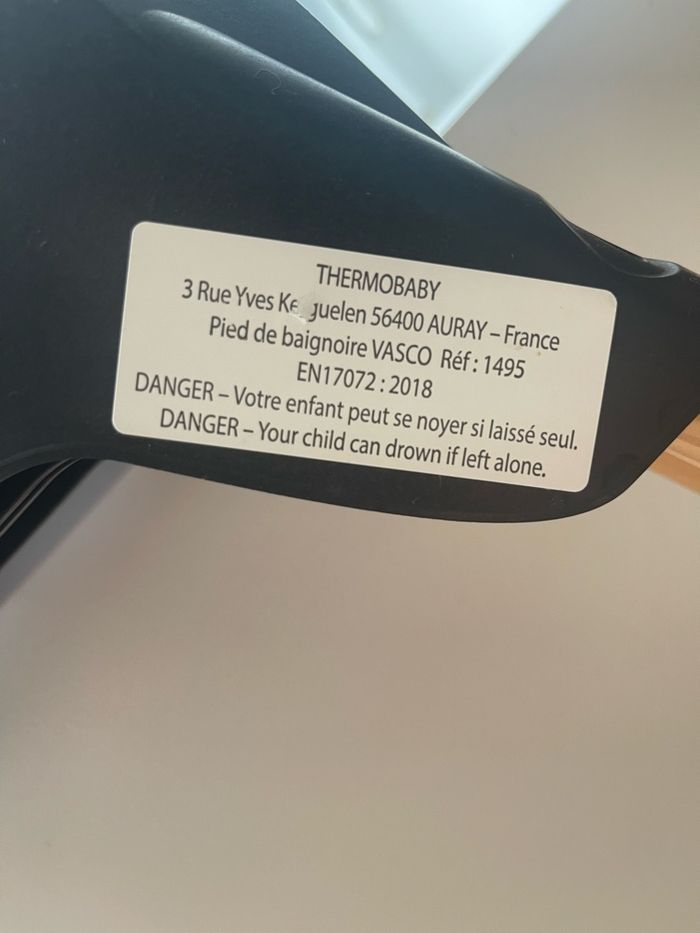 THERMOBABY
3 Rue Yves 56400 AURAY – France
Pied de baignoire VASCO Réf : 1495
EN17072 : 2018
DANGER – Votre enfant peut se noyer si laissé seul.
DANGER – Your child can drown if left alone.